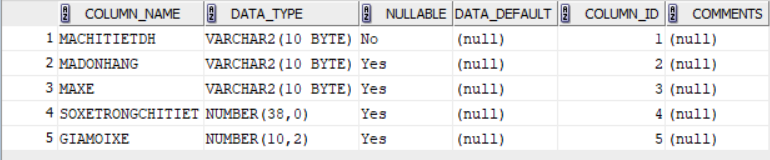 COLUMN_NAME DATA_TYPE NULLABLE DATA_DEFAULT COLUMN_ID COMMENTS
1 MACHITIETDH VARCHAR2(10 BYTE) No (null) 1 (null)
2 MADONHANG VARCHAR2(10 BYTE) Yes (null) 2 (null)
3 MAXE VARCHAR2(10 BYTE) Yes (null) 3 (null)
4 SOXETRONGCHITIET NUMBER(38,0) Yes (null) 4 (null)
5 GIAMOIXE NUMBER(10,2) Yes (null) 5 (null)